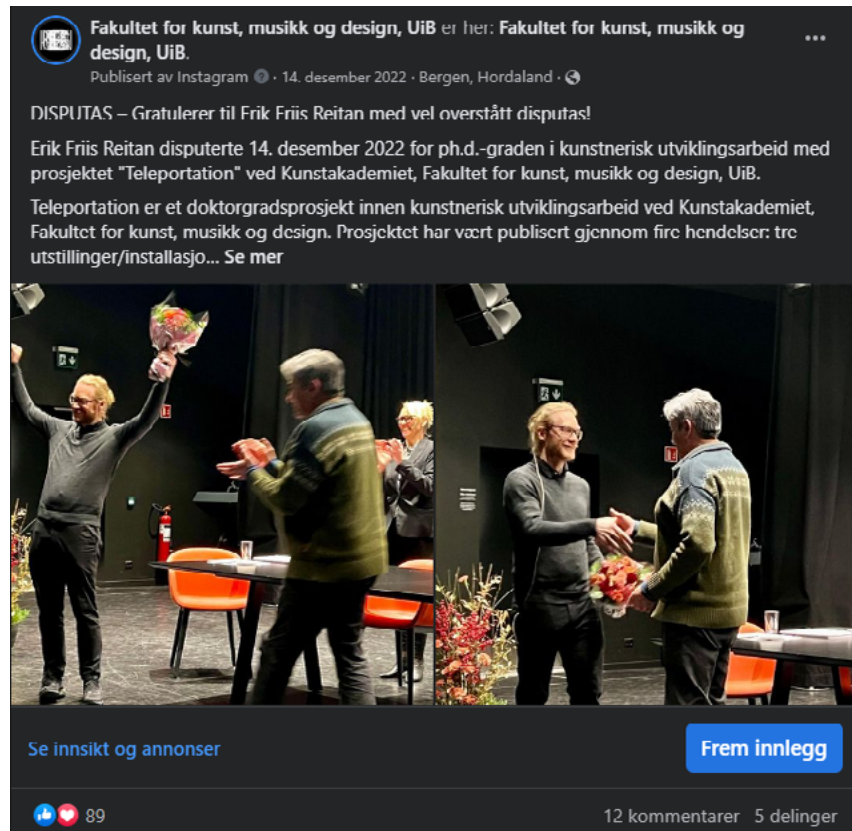 Fakultet for kunst, musikk og design, UiB er her: Fakultet for kunst, musikk og
design, UiB.
Publisert av Instagram · 14. desember 2022 · Bergen, Hordaland ·
DISPUTAS – Gratulerer til Erik Friis Reitan med vel overstått disputas!
Erik Friis Reitan disputerte 14. desember 2022 for ph.d.-graden i kunstnerisk utviklingsarbeid med
prosjektet "Teleportation" ved Kunstakademiet, Fakultet for kunst, musikk og design, UiB.
Teleportation er et doktorgradsprosjekt innen kunstnerisk utviklingsarbeid ved Kunstakademiet,
Fakultet for kunst, musikk og design. Prosjektet har vært publisert gjennom fire hendelser: tre
utstillinger/installasjo... Se mer
Se innsikt og annonser
Frem innlegg
89
12 kommentarer 5 delinger